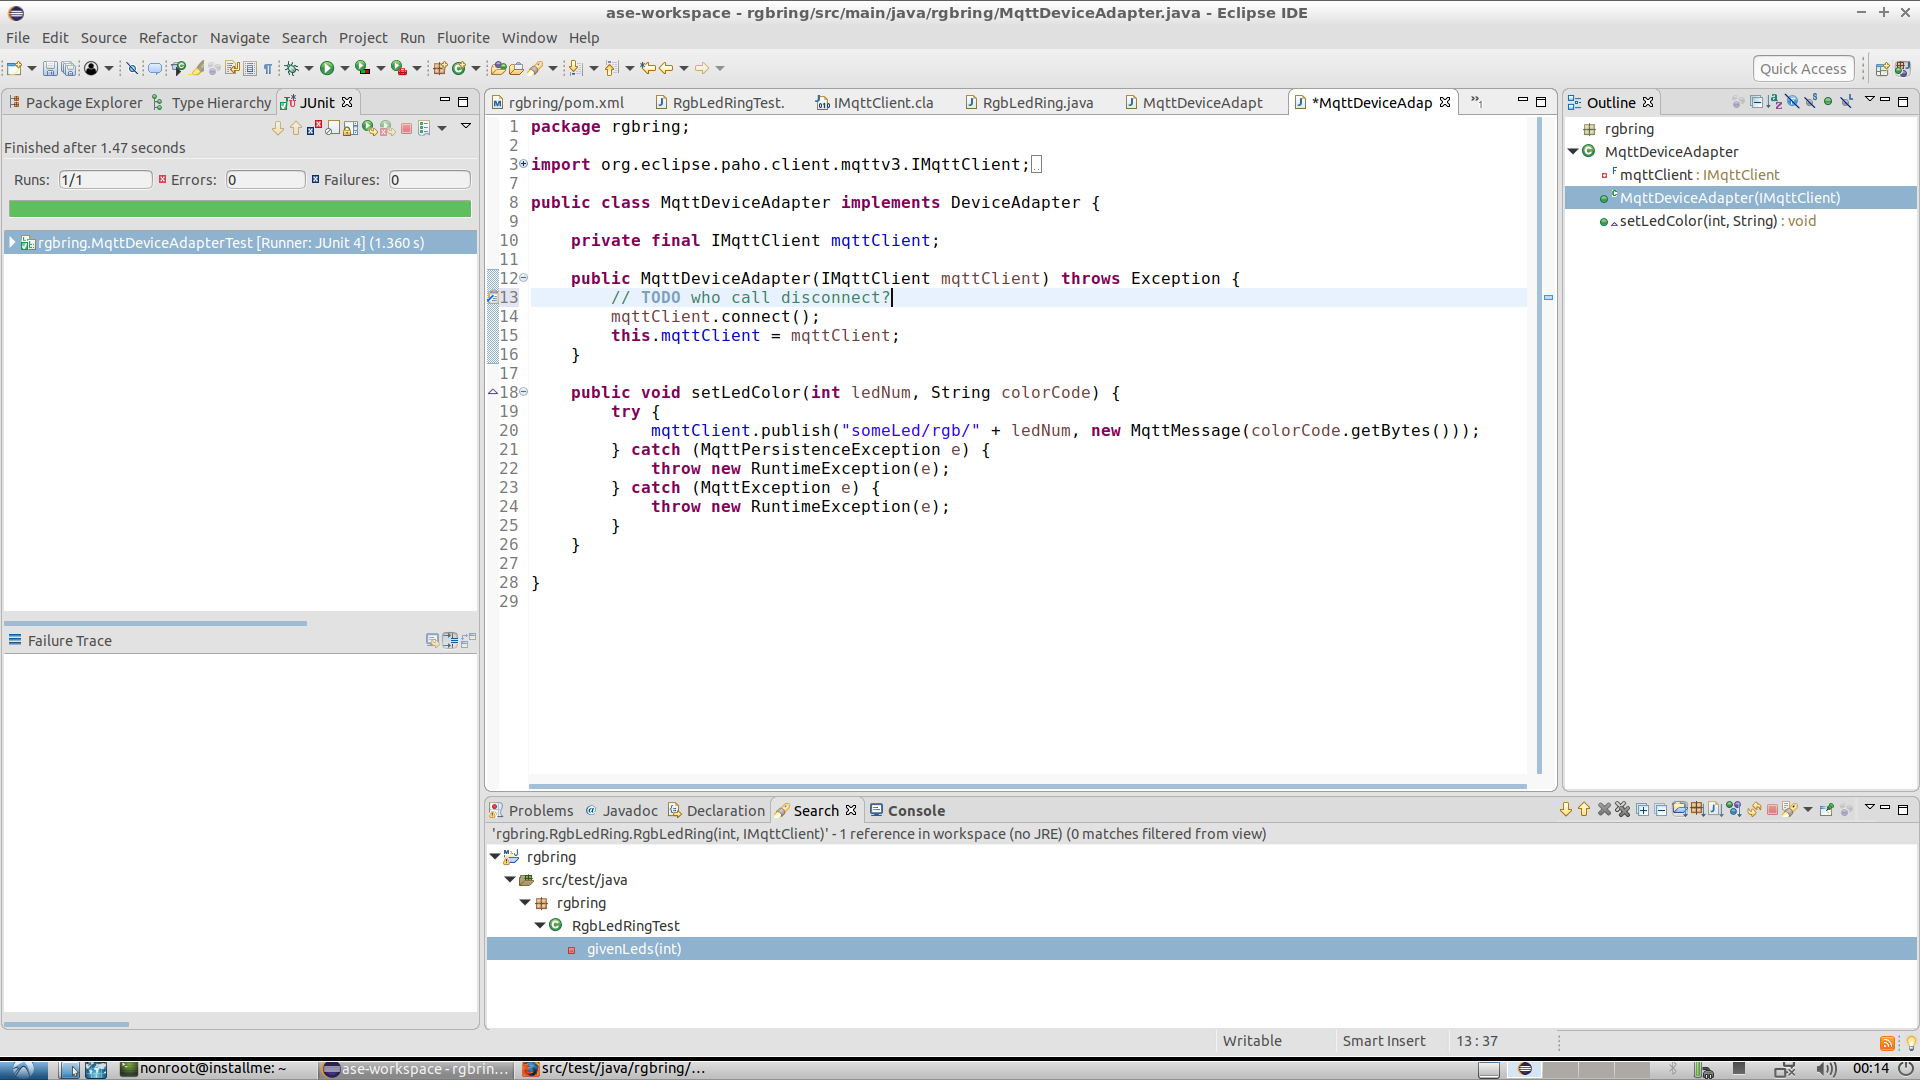 ase-workspace - rgbring/src/main/java/rgbring/MqttDeviceAdapter.java - Eclipse IDE
File Edit Source Refactor Navigate Search Project Run Fluorite Window Help
Quick Access
Package Explorer Type Hierarchy JUnit
Finished after 1.47 seconds
Runs: 1/1 Errors: 0 Failures: 0
rgbring.MqttDeviceAdapterTest [Runner: JUnit 4] (1.360 s)
Failure Trace
rgbring/pom.xml RgbLedRingTest. IMqttClient.cla RgbLedRing.java MqttDeviceAdapt *MqttDeviceAdap »1
1 package rgbring;
2
3 import org.eclipse.paho.client.mqttv3.IMqttClient;
7
8 public class MqttDeviceAdapter implements DeviceAdapter {
9
10 private final IMqttClient mqttClient;
11
12 public MqttDeviceAdapter(IMqttClient mqttClient) throws Exception {
13 // TODO who call disconnect?
14 mqttClient.connect();
15 this.mqttClient = mqttClient;
16 }
17
18 public void setLedColor(int ledNum, String colorCode) {
19 try {
20 mqttClient.publish("someLed/rgb/" + ledNum, new MqttMessage(colorCode.getBytes()));
21 } catch (MqttPersistenceException e) {
22 throw new RuntimeException(e);
23 } catch (MqttException e) {
24 throw new RuntimeException(e);
25 }
26 }
27
28 }
29
Outline
rgbring
MqttDeviceAdapter
mqttClient : IMqttClient
MqttDeviceAdapter(IMqttClient)
setLedColor(int, String) : void
Problems Javadoc Declaration Search Console
'rgbring.RgbLedRing.RgbLedRing(int, IMqttClient)' - 1 reference in workspace (no JRE) (0 matches filtered from view)
rgbring
src/test/java
rgbring
RgbLedRingTest
givenLeds(int)
Writable Smart Insert 13 : 37
nonroot@installme: ~ ase-workspace - rgbrin... src/test/java/rgbring/... 00:14